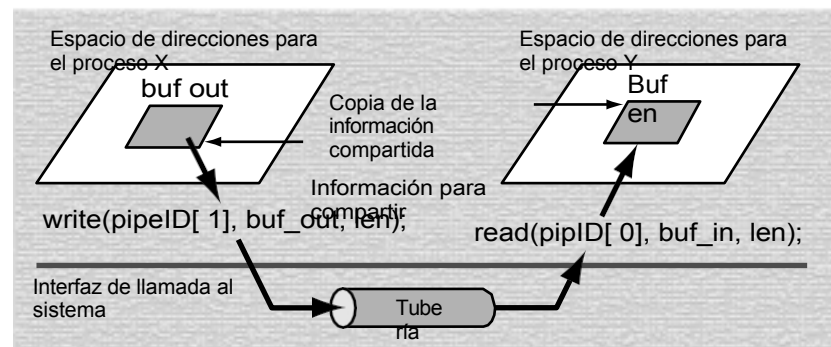 Espacio de direcciones para
el proceso X
buf out
Copia de la
información
compartida
Información para
compartir
write(pipeID[ 1], buf_out, len);
Espacio de direcciones para
el proceso Y
Buf
en
read(pipID[ 0], buf_in, len);
Interfaz de llamada al
sistema
Tube
ría